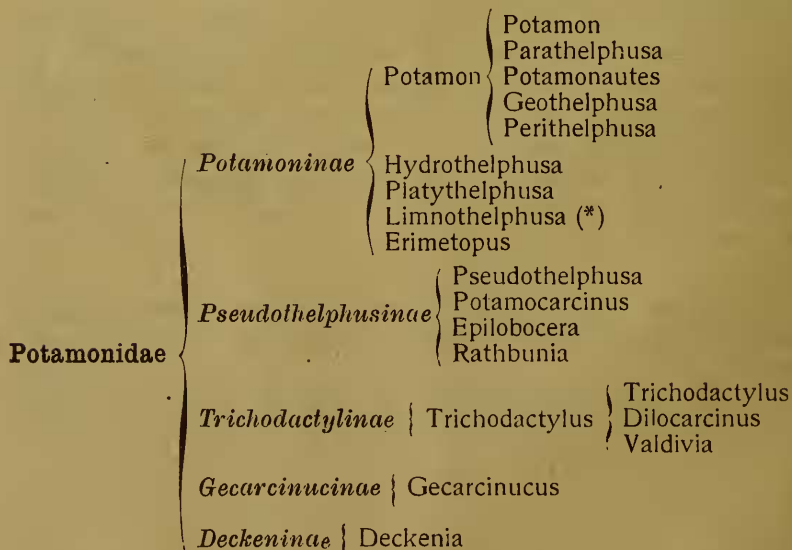 Potamon
Parathelphusa
Potamon Potamonautes
Geothelphusa
Perithelphusa
Potamoninae Hydrothelphusa
Platythelphusa
Limnothelphusa (*)
Erimetopus
Pseudothelphusa
Pseudothelphusinae Potamocarcinus
Epilobocera
Rathbunia
Potamonidae
Trichodactylus
Trichodactylinae Trichodactylus Dilocarcinus
Valdivia
Gecarcinucinae Gecarcinucus
Deckeninae Deckenia